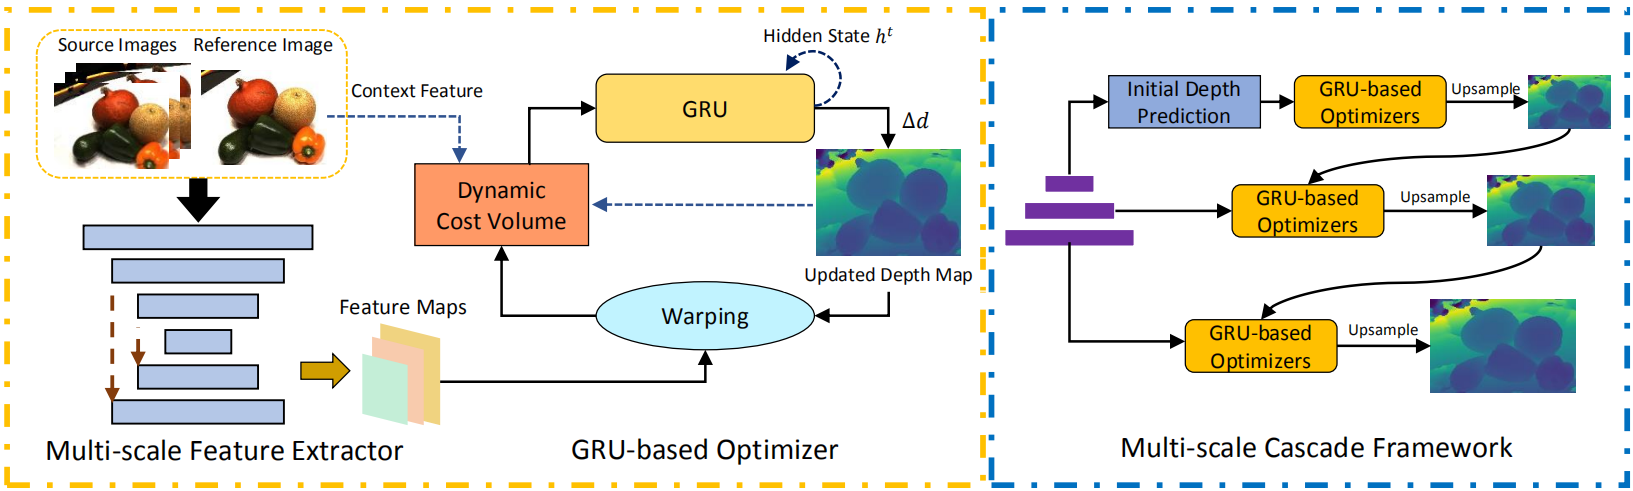 Source Images
Reference Image
Context Feature
Hidden State hᵗ
GRU
Δd
Dynamic
Cost Volume
Updated Depth Map
Feature Maps
Warping
Multi-scale Feature Extractor
GRU-based Optimizer
Initial Depth
Prediction
GRU-based
Optimizers
Upsample
GRU-based
Optimizers
Upsample
GRU-based
Optimizers
Upsample
Multi-scale Cascade Framework